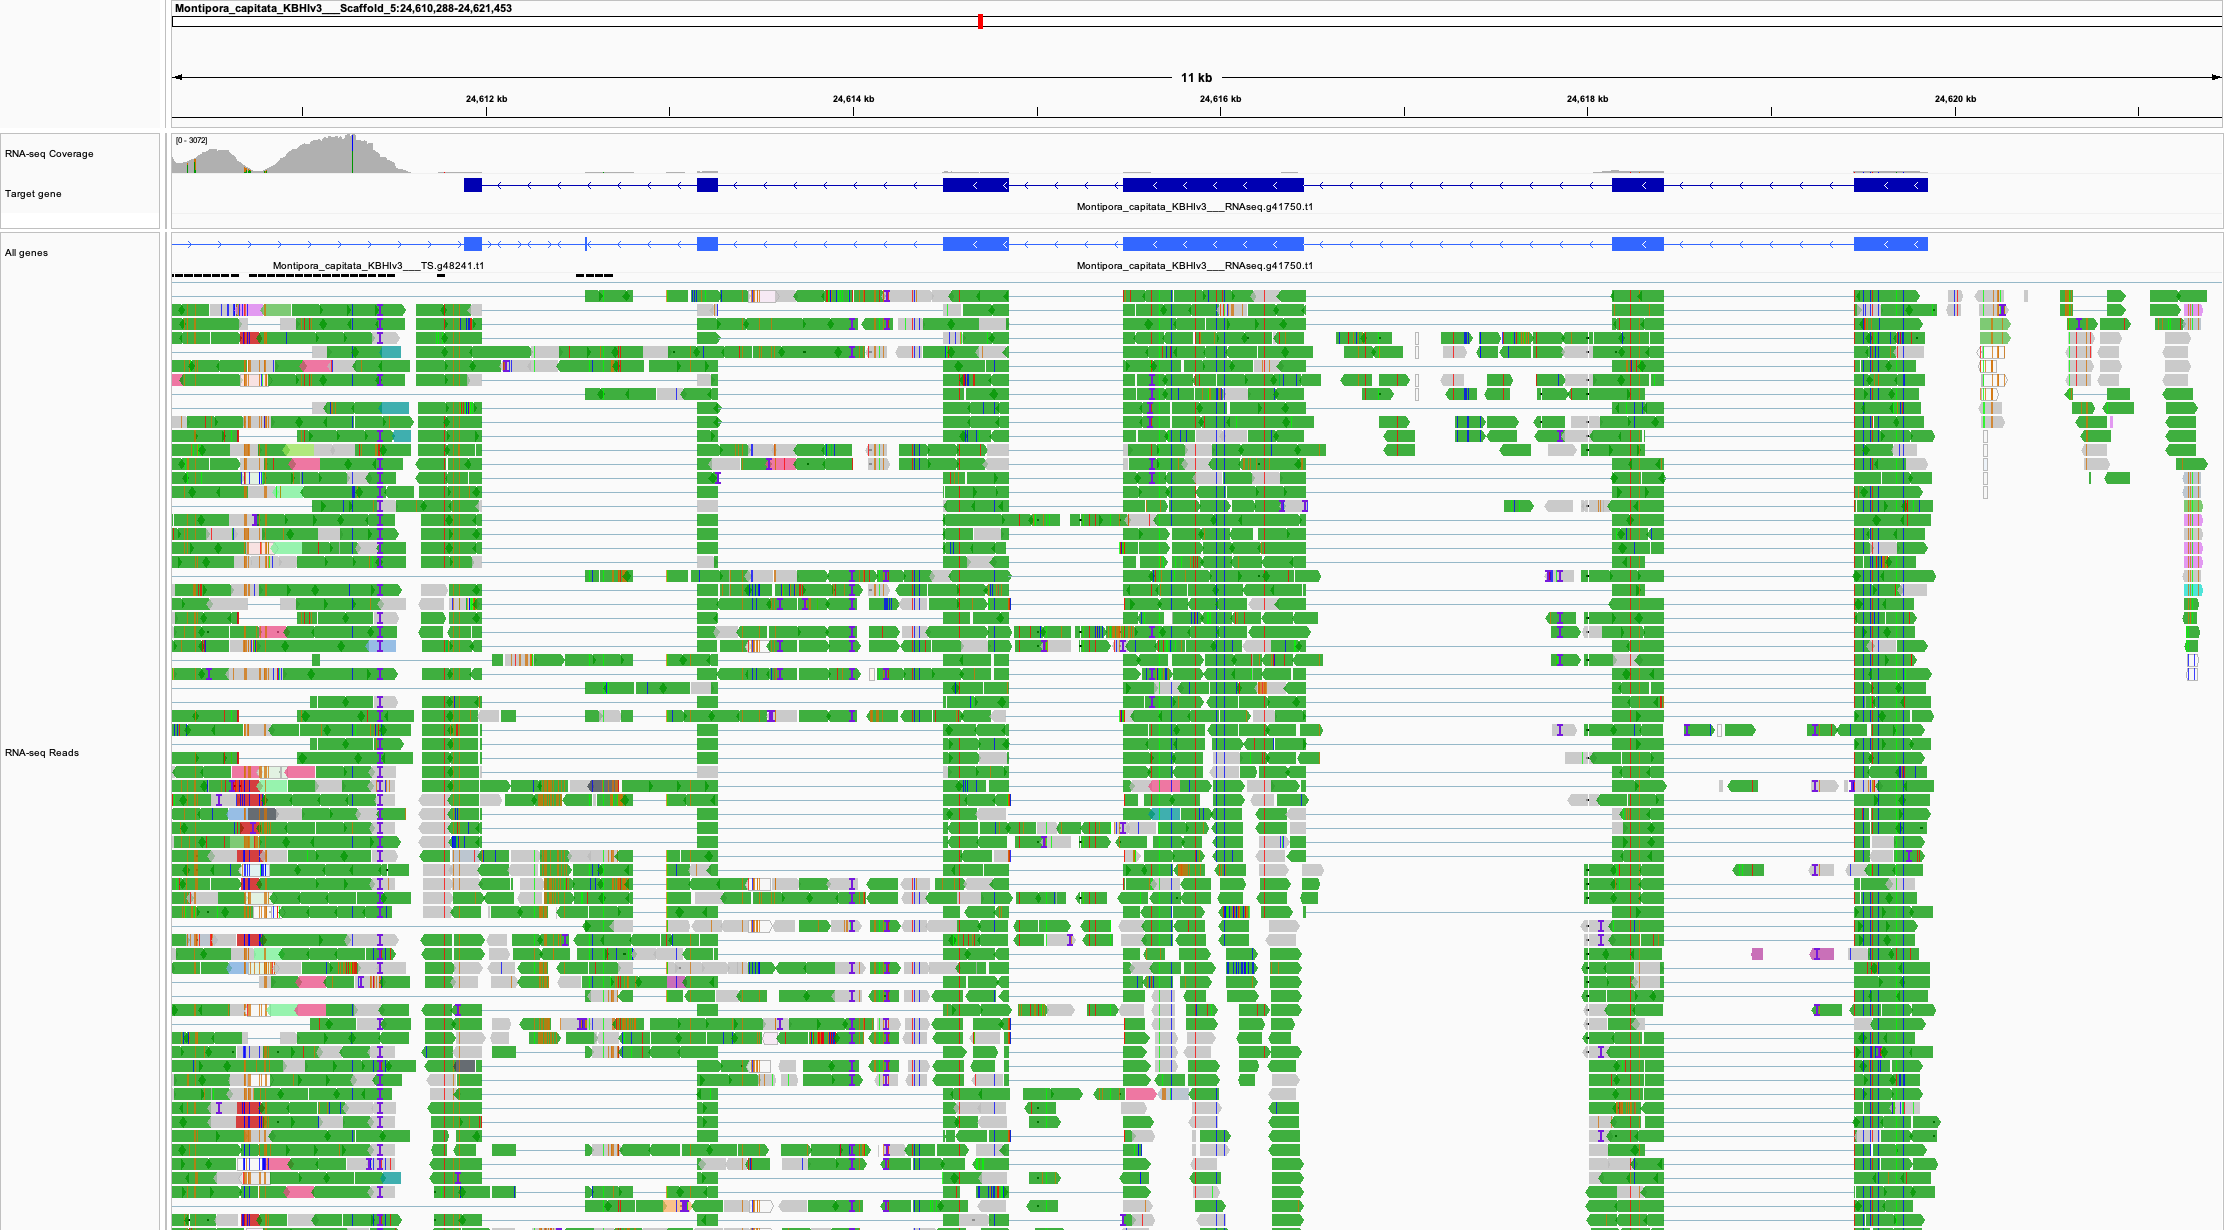 Montipora_capitata_KBHIv3___Scaffold_5:24,610,288-24,621,453
11 kb
24,612 kb 24,614 kb 24,616 kb 24,618 kb 24,620 kb
[0 - 3072]
RNA-seq Coverage
Target gene
Montipora_capitata_KBHIv3___RNAseq.g41750.t1
All genes
Montipora_capitata_KBHIv3___TS.g48241.t1 Montipora_capitata_KBHIv3___RNAseq.g41750.t1
RNA-seq Reads